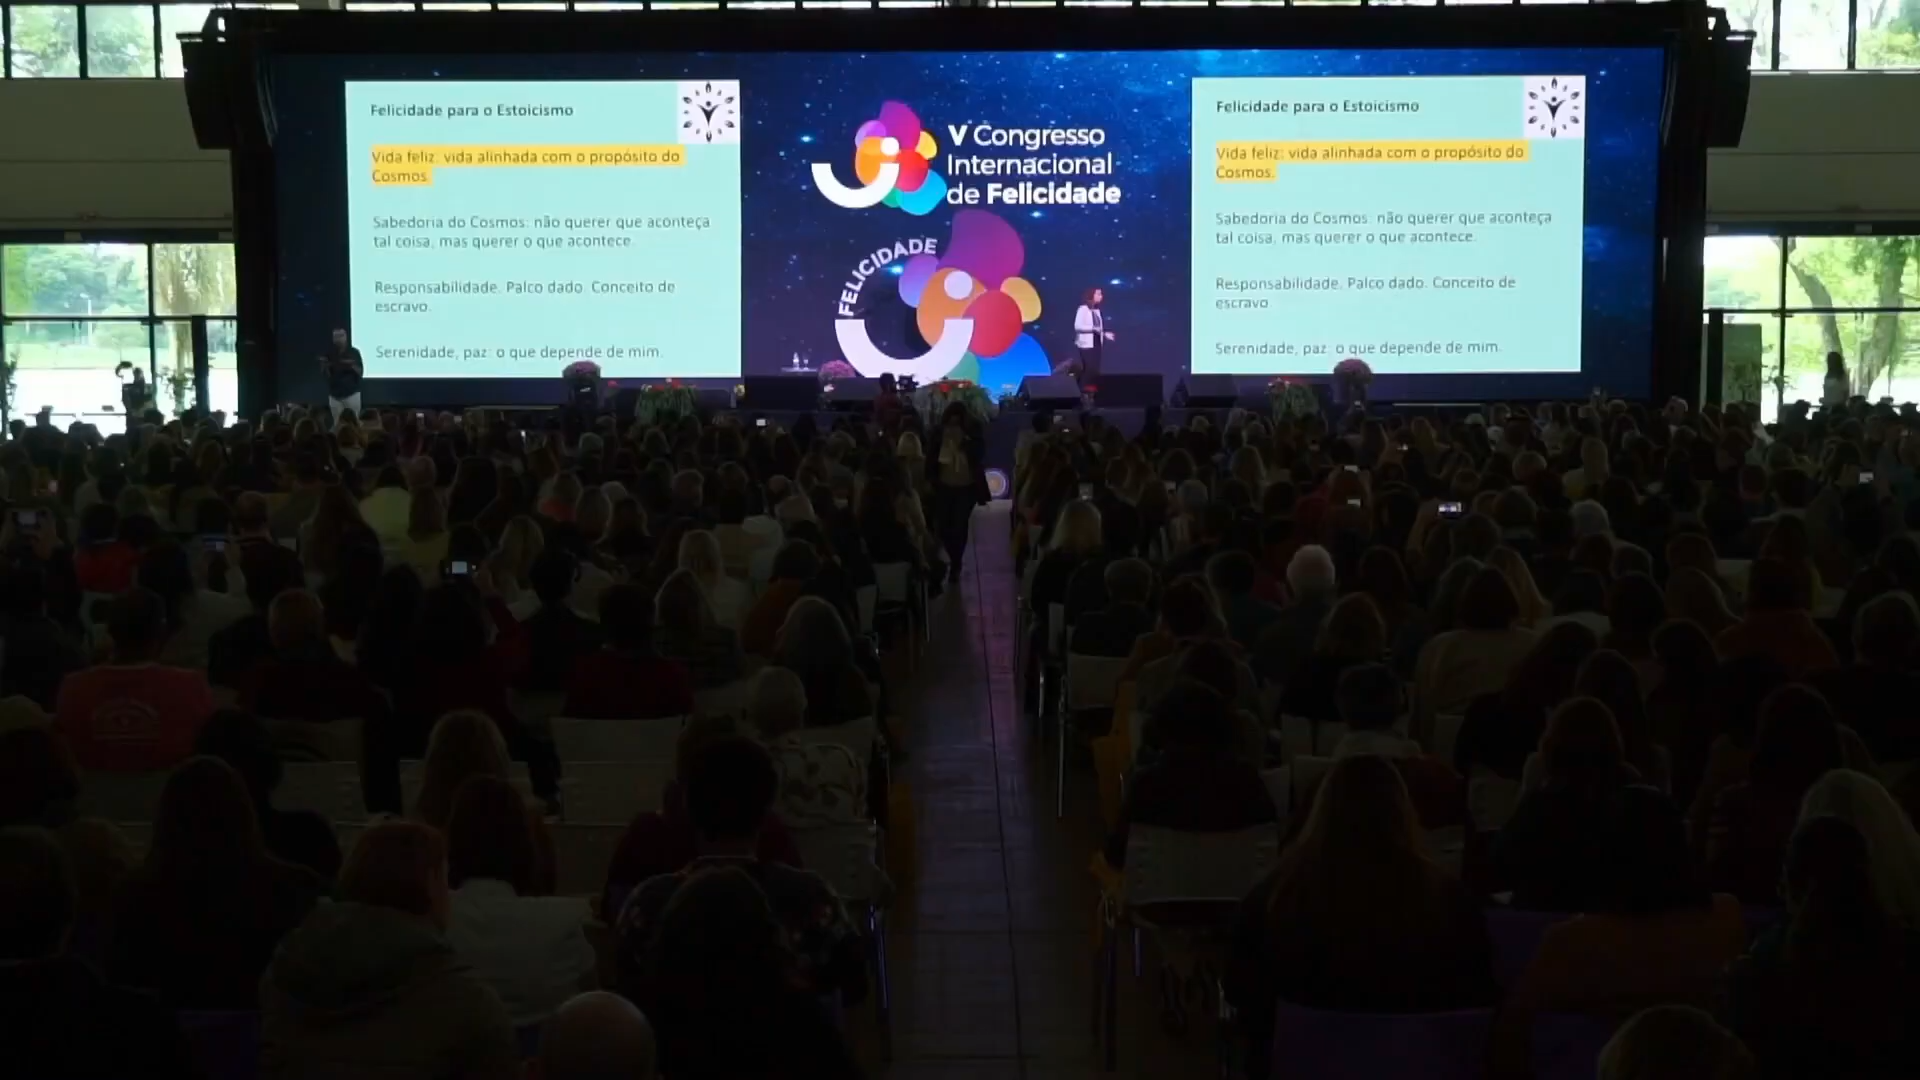 Felicidade para o Estoicismo
Vida feliz: vida alinhada com o propósito do
Cosmos.
Sabedoria do Cosmos: não querer que aconteça
tal coisa, mas querer o que acontece.
Responsabilidade. Palco dado. Conceito de
escravo.
Serenidade, paz: o que depende de mim.
V Congresso
Internacional
de Felicidade
FELICIDADE
Felicidade para o Estoicismo
Vida feliz: vida alinhada com o propósito do
Cosmos.
Sabedoria do Cosmos: não querer que aconteça
tal coisa, mas querer o que acontece.
Responsabilidade. Palco dado. Conceito de
escravo.
Serenidade, paz: o que depende de mim.